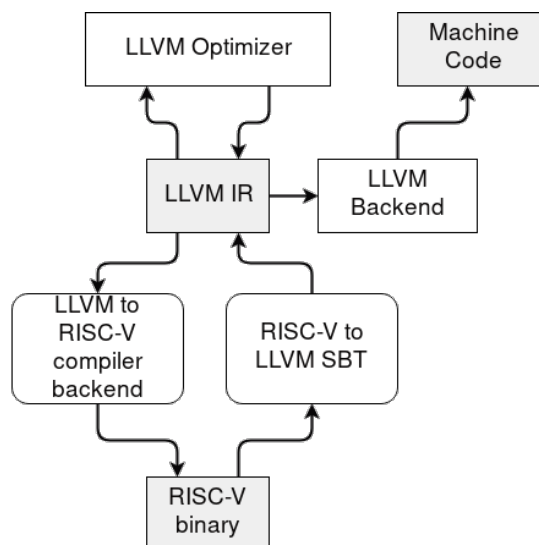 LLVM Optimizer
Machine
Code
LLVM IR
LLVM
Backend
LLVM to
RISC-V
compiler
backend
RISC-V to
LLVM SBT
RISC-V
binary